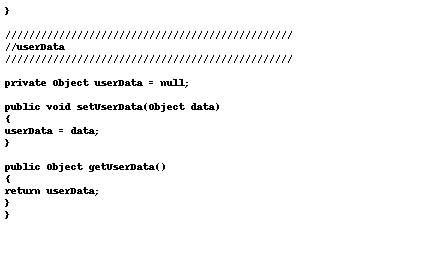 }
////////////////////////////////////////////////
//userData
////////////////////////////////////////////////
private Object userData = null;
public void setUserData(Object data)
{
userData = data;
}
public Object getUserData()
{
return userData;
}
}